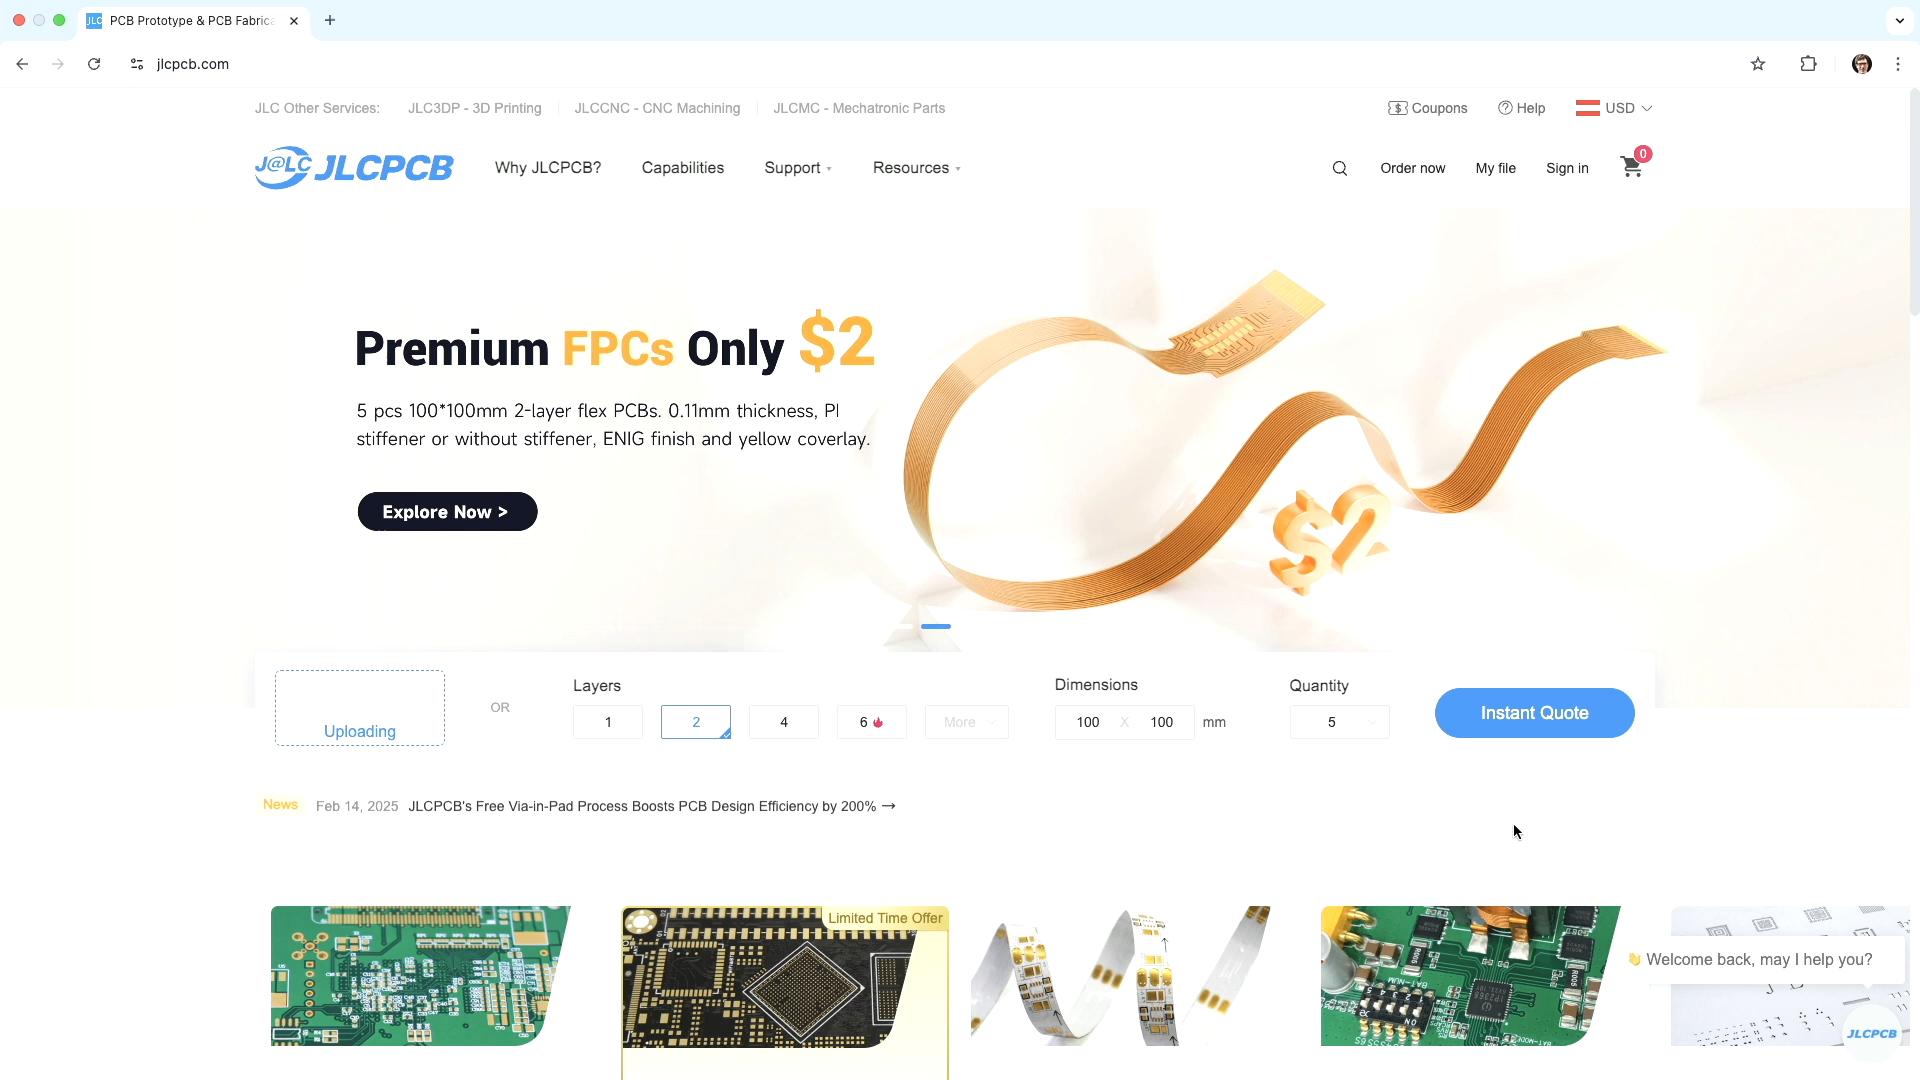 PCB Prototype & PCB Fabrica
jlcpcb.com
JLC Other Services:
JLC3DP - 3D Printing
JLCCNC - CNC Machining
JLCMC - Mechatronic Parts
Coupons
Help
USD
J@LC JLCPCB
Why JLCPCB?
Capabilities
Support
Resources
Order now
My file
Sign in
0
Premium FPCs Only $2
5 pcs 100*100mm 2-layer flex PCBs. 0.11mm thickness, PI
stiffener or without stiffener, ENIG finish and yellow coverlay.
Explore Now >
$2
Uploading
OR
Layers
1
2
4
6
More
Dimensions
100 X 100 mm
Quantity
5
Instant Quote
News
Feb 14, 2025
JLCPCB's Free Via-in-Pad Process Boosts PCB Design Efficiency by 200% →
Limited Time Offer
👋 Welcome back, may I help you?
JLCPCB